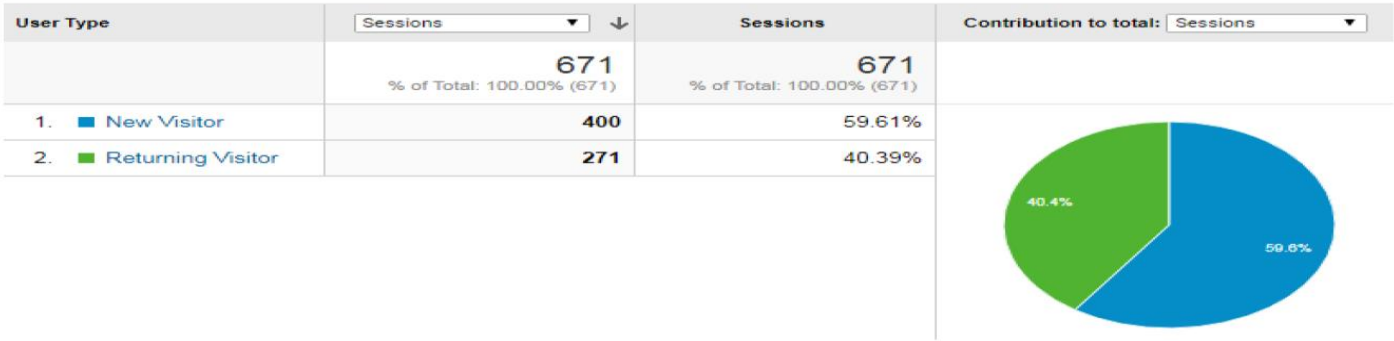 User Type Sessions Sessions Contribution to total: Sessions
671 671
% of Total: 100.00% (671) % of Total: 100.00% (671)
1. New Visitor 400 59.61%
2. Returning Visitor 271 40.39%
40.4%
59.6%